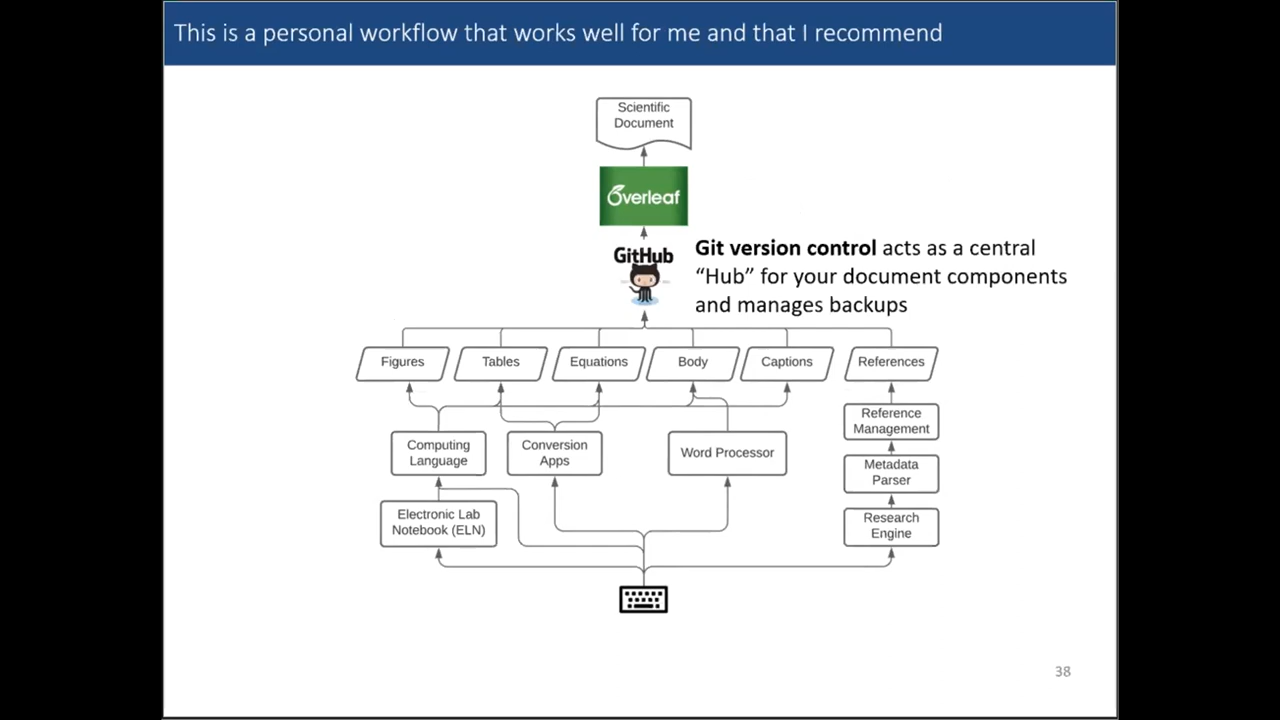 This is a personal workflow that works well for me and that I recommend
Scientific
Document
Overleaf
GitHub
Git version control acts as a central
“Hub” for your document components
and manages backups
Figures
Tables
Equations
Body
Captions
References
Reference
Management
Computing
Language
Conversion
Apps
Word Processor
Metadata
Parser
Electronic Lab
Notebook (ELN)
Research
Engine
38